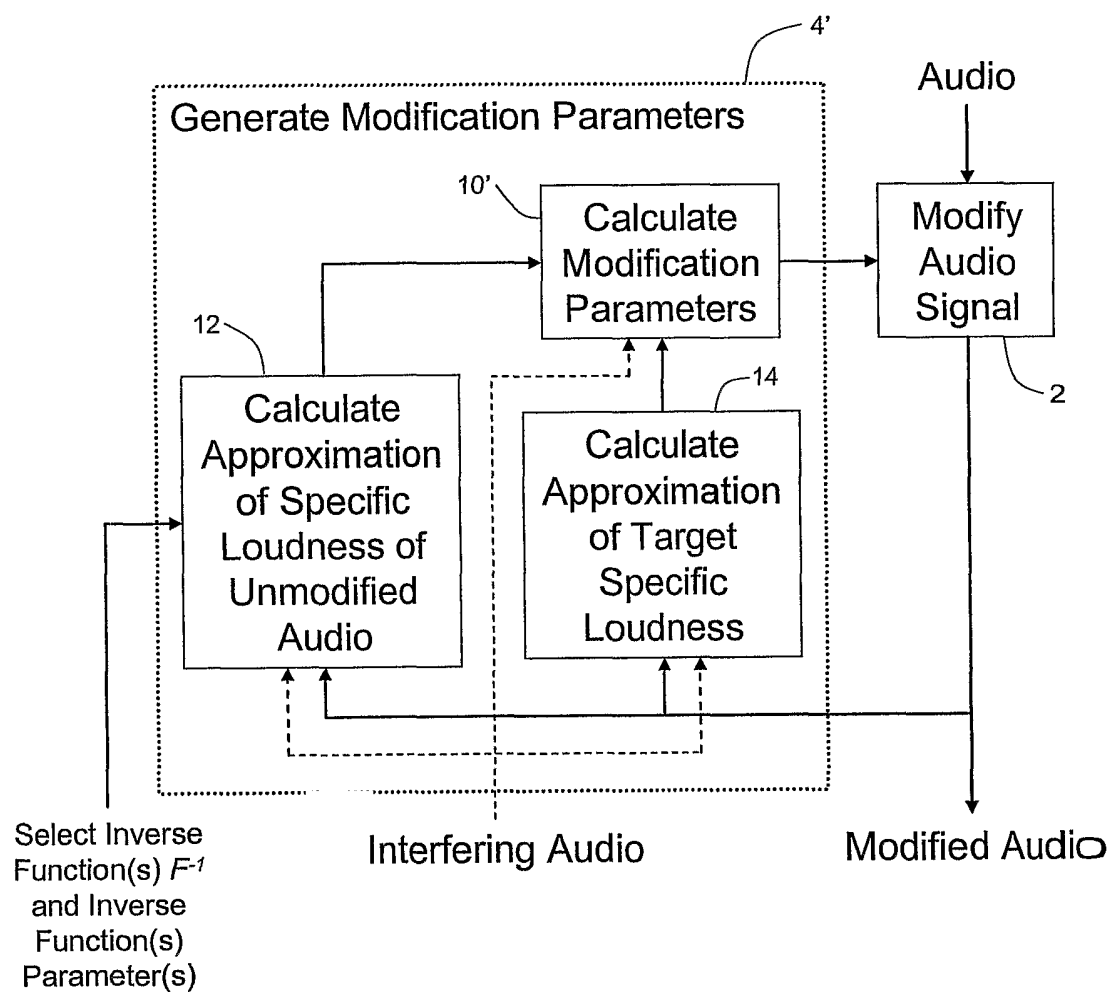 4'
Audio
Generate Modification Parameters
10'
Calculate
Modification
Parameters
Modify
Audio
Signal
2
12
Calculate
Approximation
of Specific
Loudness of
Unmodified
Audio
14
Calculate
Approximation
of Target
Specific
Loudness
Select Inverse
Function(s) F-1
and Inverse
Function(s)
Parameter(s)
Interfering Audio
Modified Audio